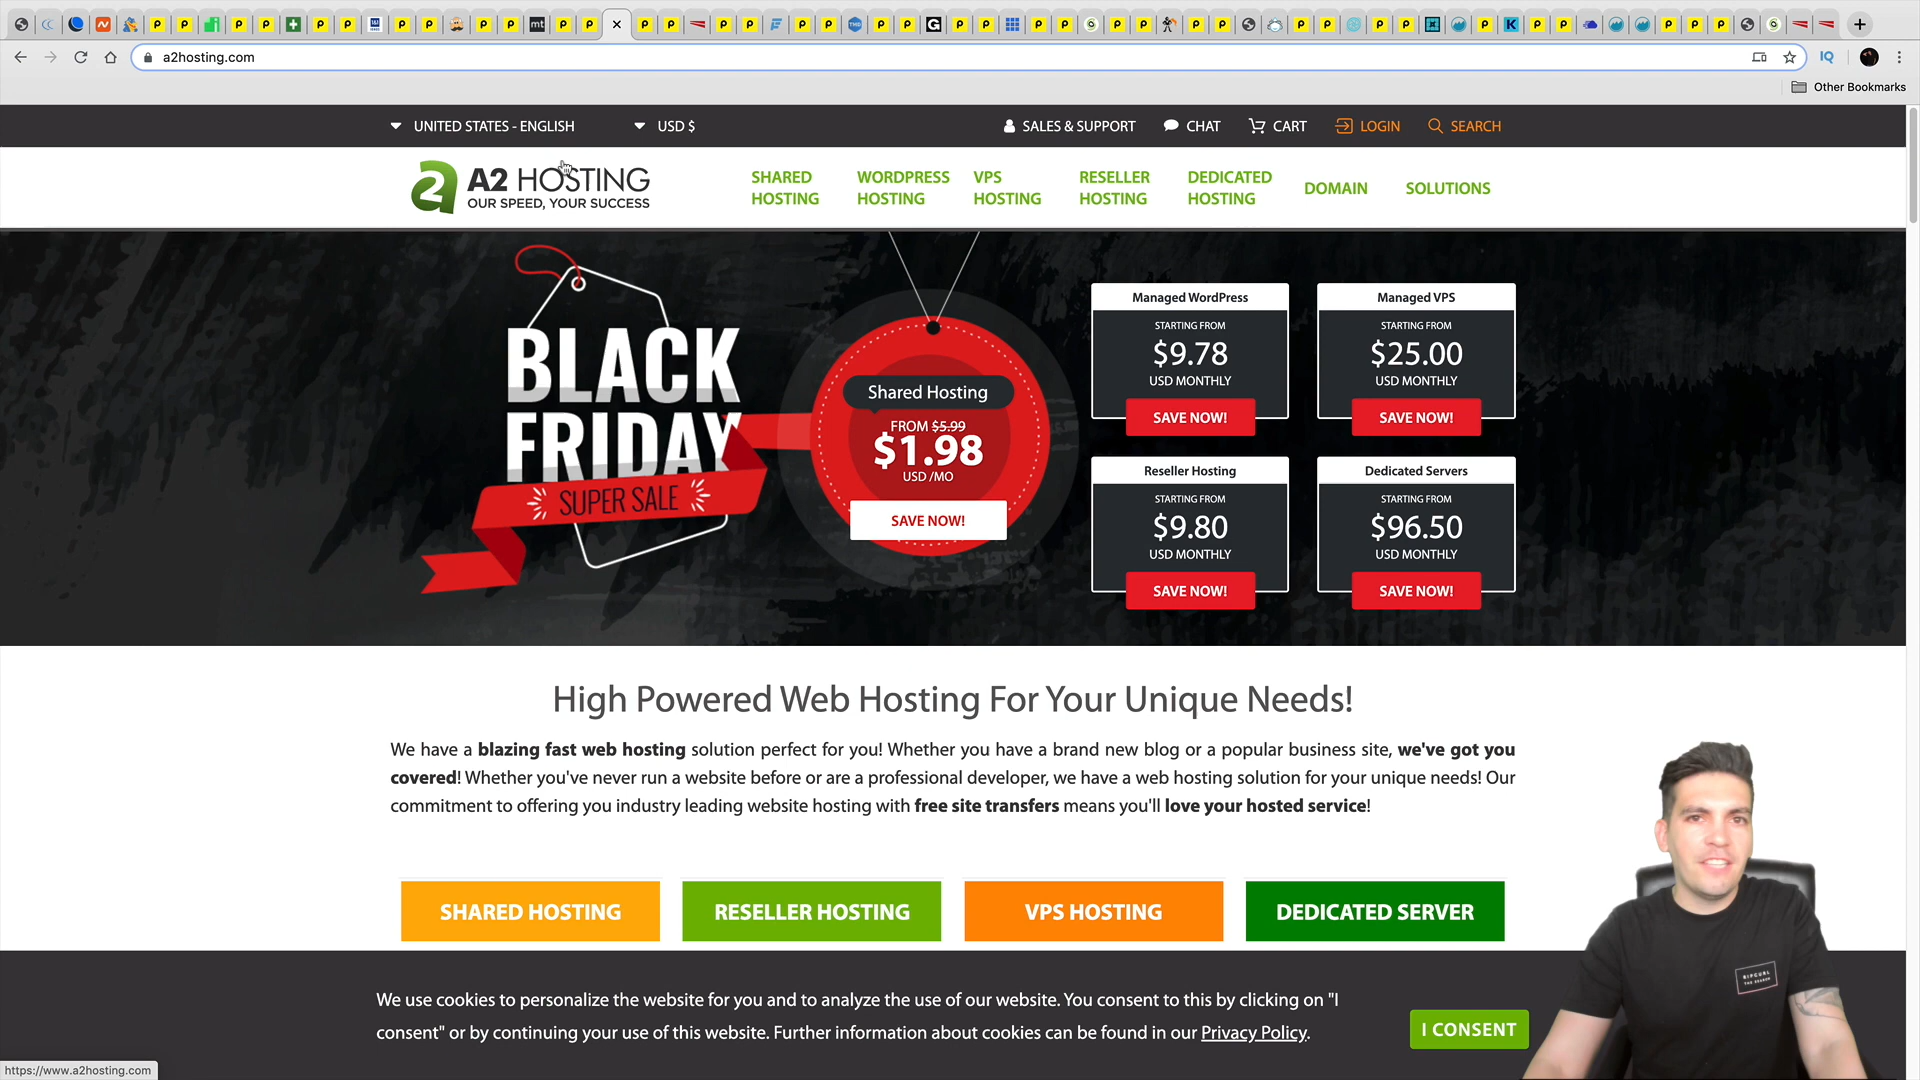 a2hosting.com
Other Bookmarks
UNITED STATES - ENGLISH
USD $
SALES & SUPPORT
CHAT
CART
LOGIN
SEARCH
A2 HOSTING
OUR SPEED, YOUR SUCCESS
SHARED
HOSTING
WORDPRESS
HOSTING
VPS
HOSTING
RESELLER
HOSTING
DEDICATED
HOSTING
DOMAIN
SOLUTIONS
BLACK
FRIDAY
SUPER SALE
Shared Hosting
FROM $5.99
$1.98
USD /MO
SAVE NOW!
Managed WordPress
STARTING FROM
$9.78
USD MONTHLY
SAVE NOW!
Managed VPS
STARTING FROM
$25.00
USD MONTHLY
SAVE NOW!
Reseller Hosting
STARTING FROM
$9.80
USD MONTHLY
SAVE NOW!
Dedicated Servers
STARTING FROM
$96.50
USD MONTHLY
SAVE NOW!
High Powered Web Hosting For Your Unique Needs!
We have a blazing fast web hosting solution perfect for you! Whether you have a brand new blog or a popular business site, we've got you
covered! Whether you've never run a website before or are a professional developer, we have a web hosting solution for your unique needs! Our
commitment to offering you industry leading website hosting with free site transfers means you'll love your hosted service!
SHARED HOSTING
RESELLER HOSTING
VPS HOSTING
DEDICATED SERVER
We use cookies to personalize the website for you and to analyze the use of our website. You consent to this by clicking on "I
consent" or by continuing your use of this website. Further information about cookies can be found in our Privacy Policy.
I CONSENT
RIPCURL
THE SEARCH
https://www.a2hosting.com